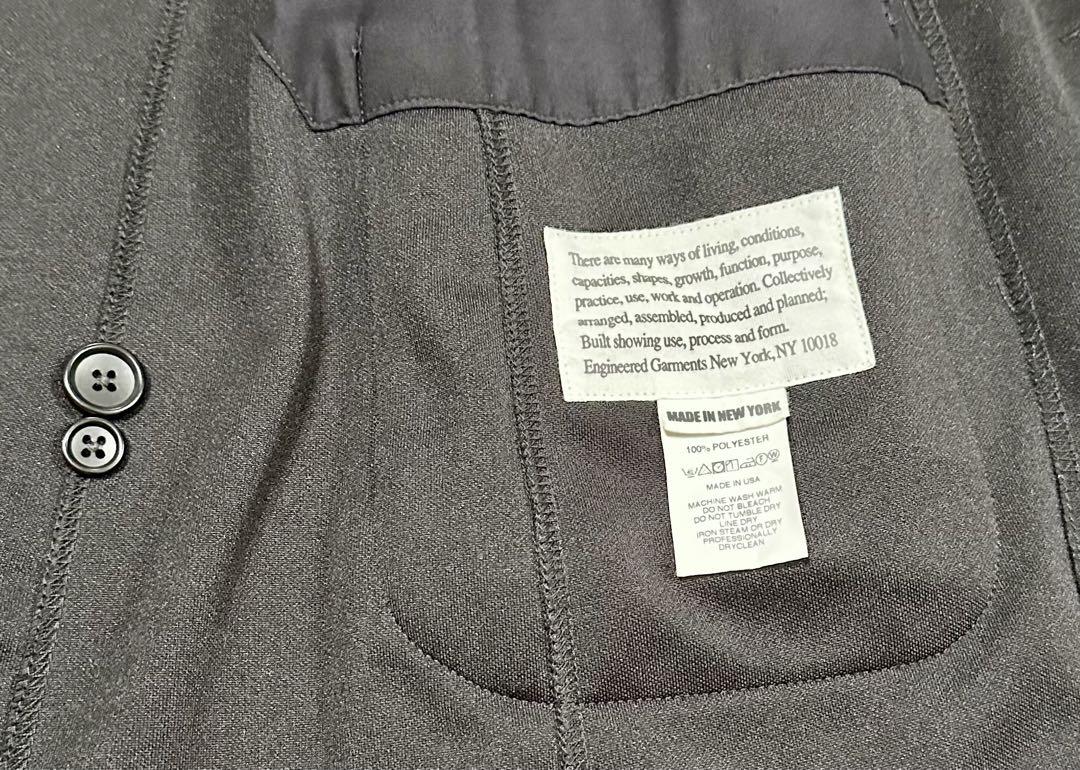 There are many ways of living, conditions,
capacities, shapes, growth, function, purpose,
practice, use, work and operation. Collectively
arranged, assembled, produced and planned;
Built showing use, process and form.
Engineered Garments New York, NY 10018
MADE IN NEW YORK
100% POLYESTER
MADE IN USA
MACHINE WASH WARM
DO NOT BLEACH
DO NOT TUMBLE DRY
LINE DRY
IRON STEAM OR DRY
PROFESSIONALLY
DRYCLEAN